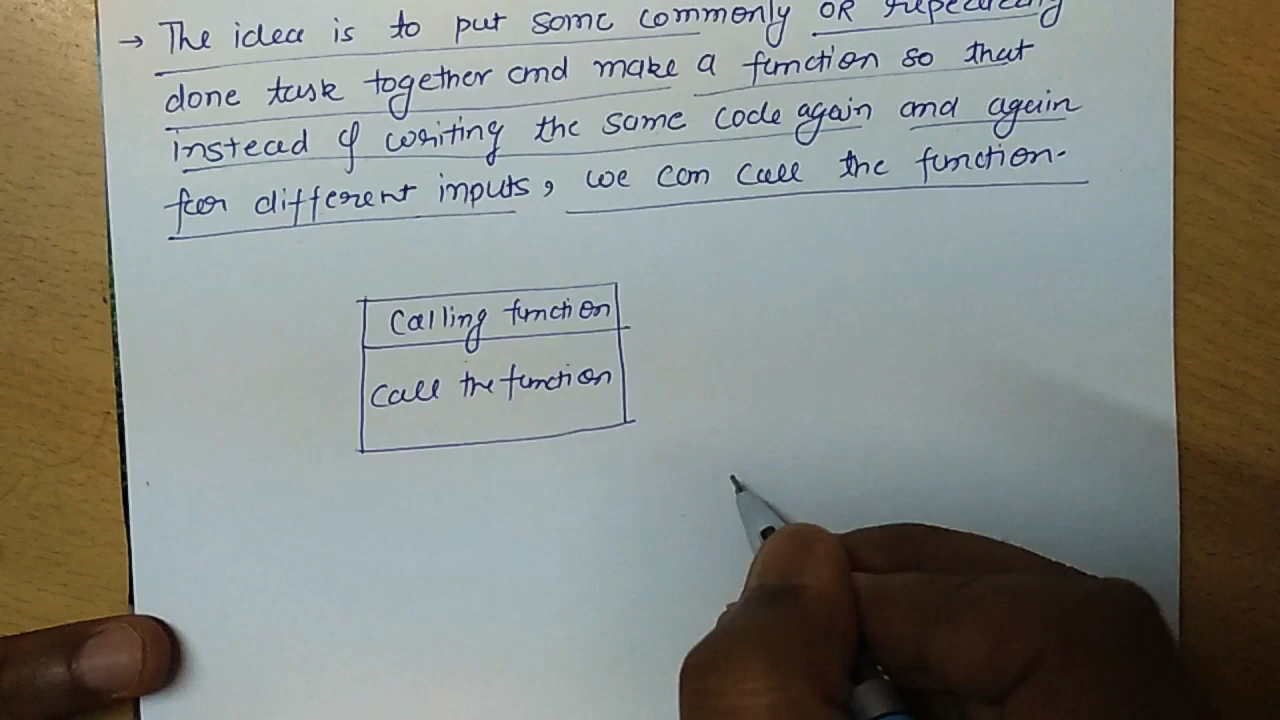 → The idea is to put some commonly OR repeatedly
done task together and make a function so that
instead of writing the same code again and again
for different inputs, we can call the function.
Calling function
Call the function